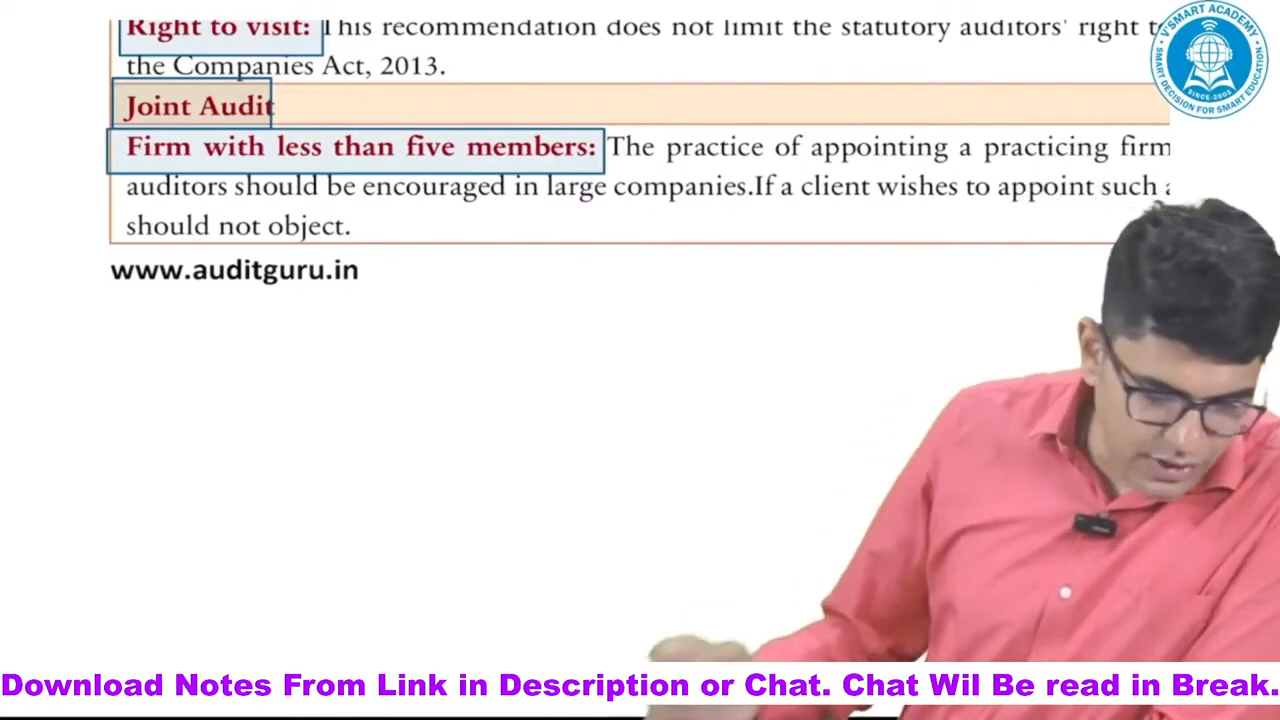 Right to visit: This recommendation does not limit the statutory auditors' right
the Companies Act, 2013.
Joint Audit
Firm with less than five members: The practice of appointing a practicing firm
auditors should be encouraged in large companies.If a client wishes to appoint such
should not object.
www.auditguru.in
V'SMART ACADEMY
SINCE-2005
SMART DECISION FOR SMART EDUCATION
Download Notes From Link in Description or Chat. Chat Wil Be read in Break.